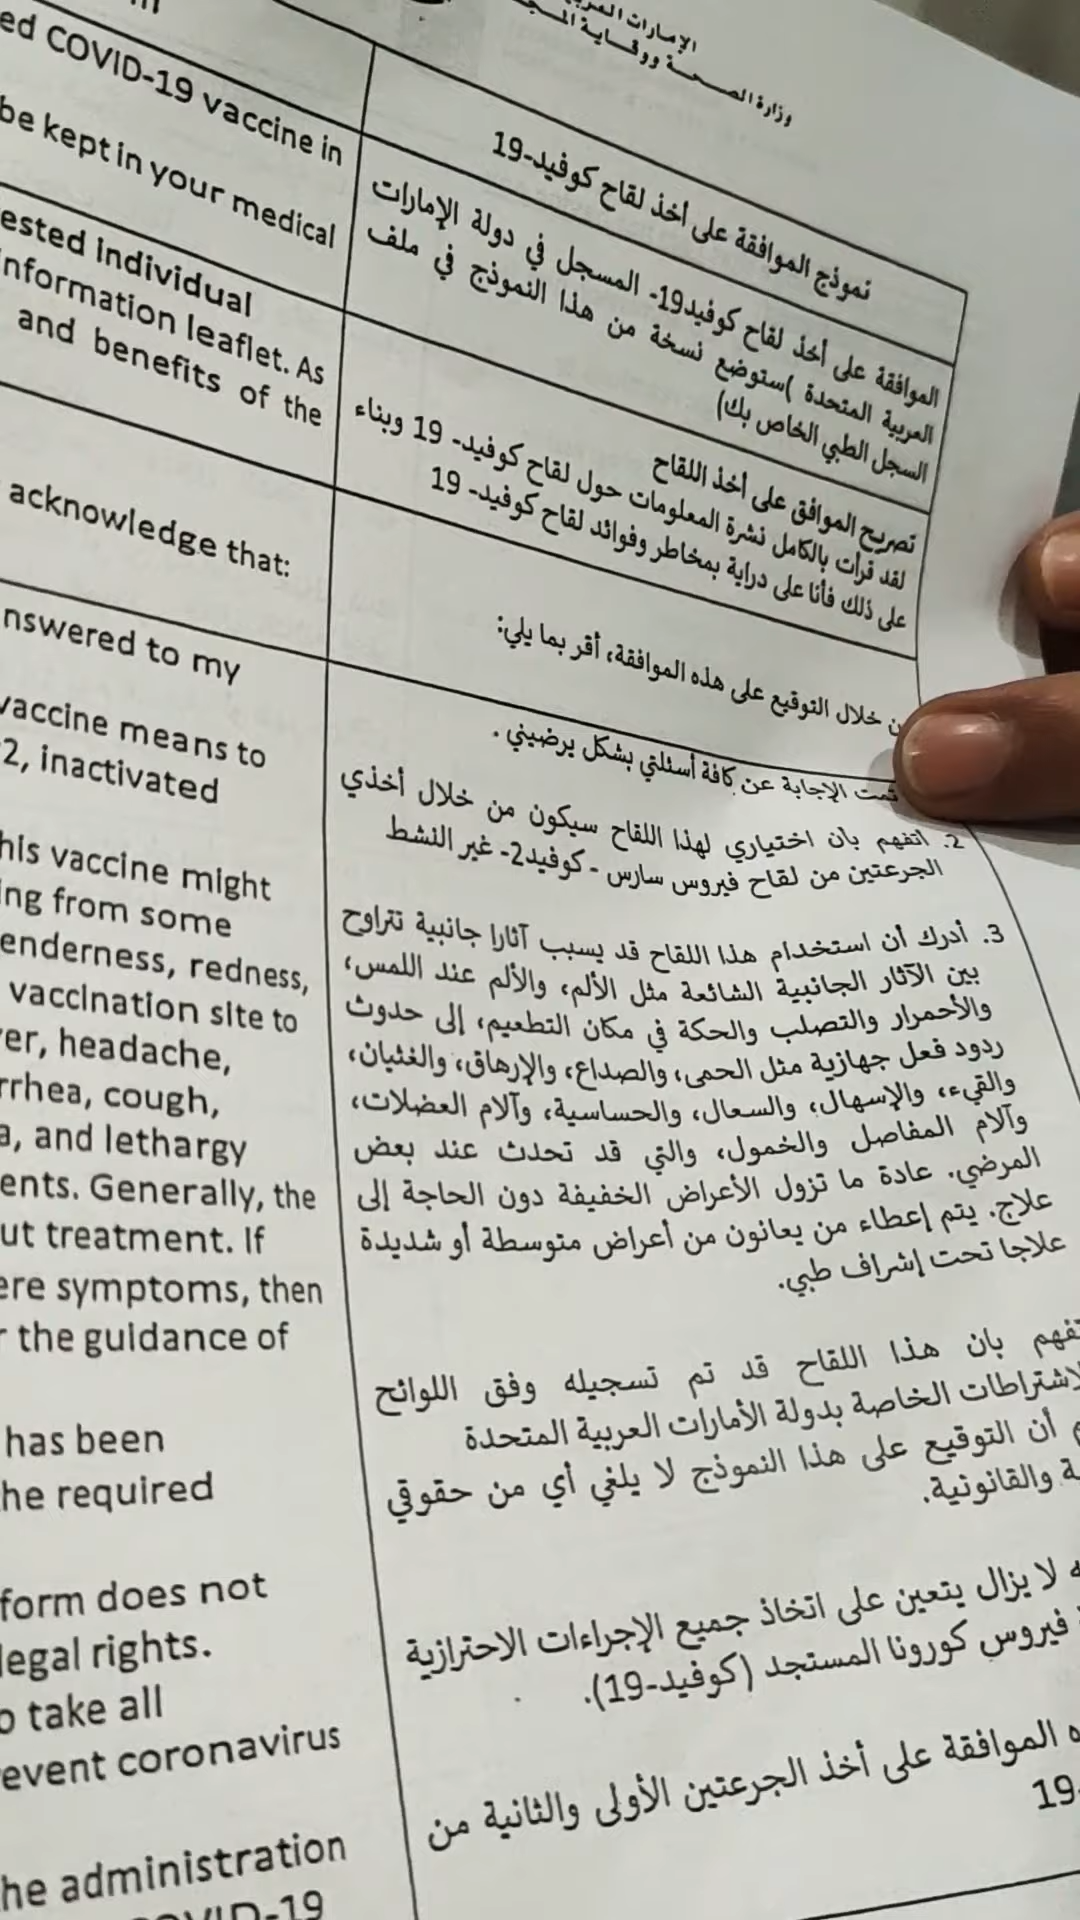 الإمارات
وزارة الصحة ووقاية
ed COVID-19 vaccine in
be kept in your medical
ested individual
nformation leaflet. As
and benefits of the
acknowledge that:
nswered to my
vaccine means to
2, inactivated
his vaccine might
ing from some
enderness, redness,
vaccination site to
er, headache,
rrhea, cough,
a, and lethargy
ents. Generally, the
ut treatment. If
ere symptoms, then
r the guidance of
has been
he required
form does not
legal rights.
o take all
event coronavirus
he administration
COVID-19
نموذج الموافقة على أخذ لقاح كوفيد-19
الموافقة على أخذ لقاح كوفيد19- المسجل في دولة الإمارات
العربية المتحدة )ستوضع نسخة من هذا النموذج في ملف
السجل الطبي الخاص بك)
تصريح الموافق على أخذ اللقاح
لقد قرأت بالكامل نشرة المعلومات حول لقاح كوفيد- 19 وبناء
على ذلك فأنا على دراية بمخاطر وفوائد لقاح كوفيد- 19
ن خلال التوقيع على هذه الموافقة، أقر بما يلي:
تمت الإجابة عن كافة أسئلتي بشكل يرضيني .
2. اتفهم بأن اختياري لهذا اللقاح سيكون من خلال أخذي
الجرعتين من لقاح فيروس سارس - كوفيد2- غير النشط
3. أدرك أن استخدام هذا اللقاح قد يسبب آثارا جانبية تتراوح
بين الآثار الجانبية الشائعة مثل الألم، والألم عند اللمس،
والأحمرار والتصلب والحكة في مكان التطعيم، إلى حدوث
ردود فعل جهازية مثل الحمى، والصداع، والإرهاق، والغثيان،
والقيء، والإسهال، والسعال، والحساسية، وآلام العضلات،
وآلام المفاصل والخمول، والتي قد تحدث عند بعض
المرضي. عادة ما تزول الأعراض الخفيفة دون الحاجة إلى
علاج. يتم إعطاء من يعانون من أعراض متوسطة أو شديدة
علاجا تحت إشراف طبي.
تفهم بان هذا اللقاح قد تم تسجيله وفق اللوائح
لاشتراطات الخاصة بدولة الأمارات العربية المتحدة
م أن التوقيع على هذا النموذج لا يلغي أي من حقوقي
ة والقانونية.
ه لا يزال يتعين على اتخاذ جميع الإجراءات الاحترازية
فيروس كورونا المستجد (كوفيد-19).
ه الموافقة على أخذ الجرعتين الأولى والثانية من
19-